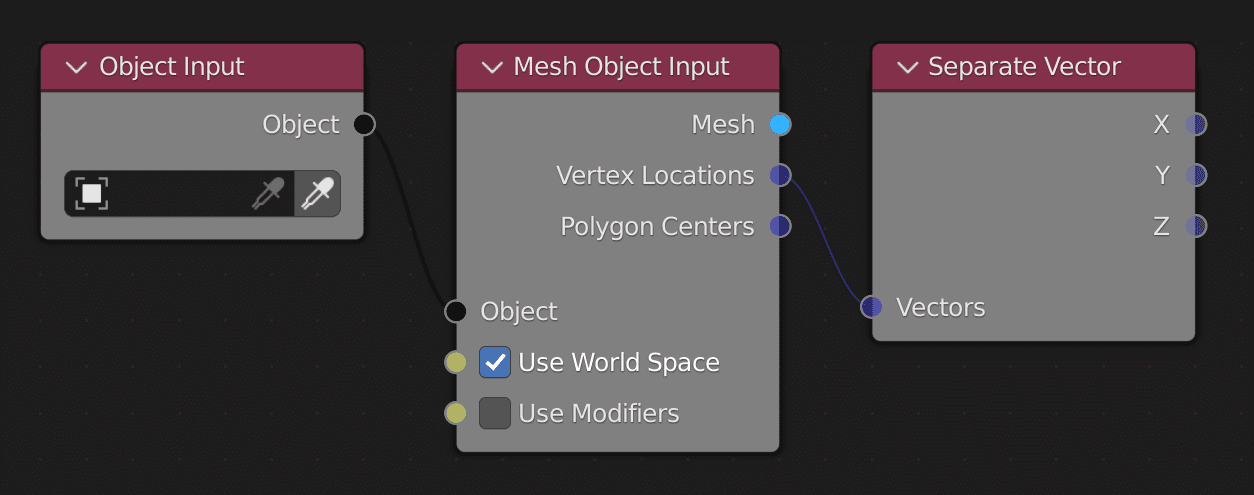 Object Input
Object
Mesh Object Input
Mesh
Vertex Locations
Polygon Centers
Object
Use World Space
Use Modifiers
Separate Vector
X
Y
Z
Vectors